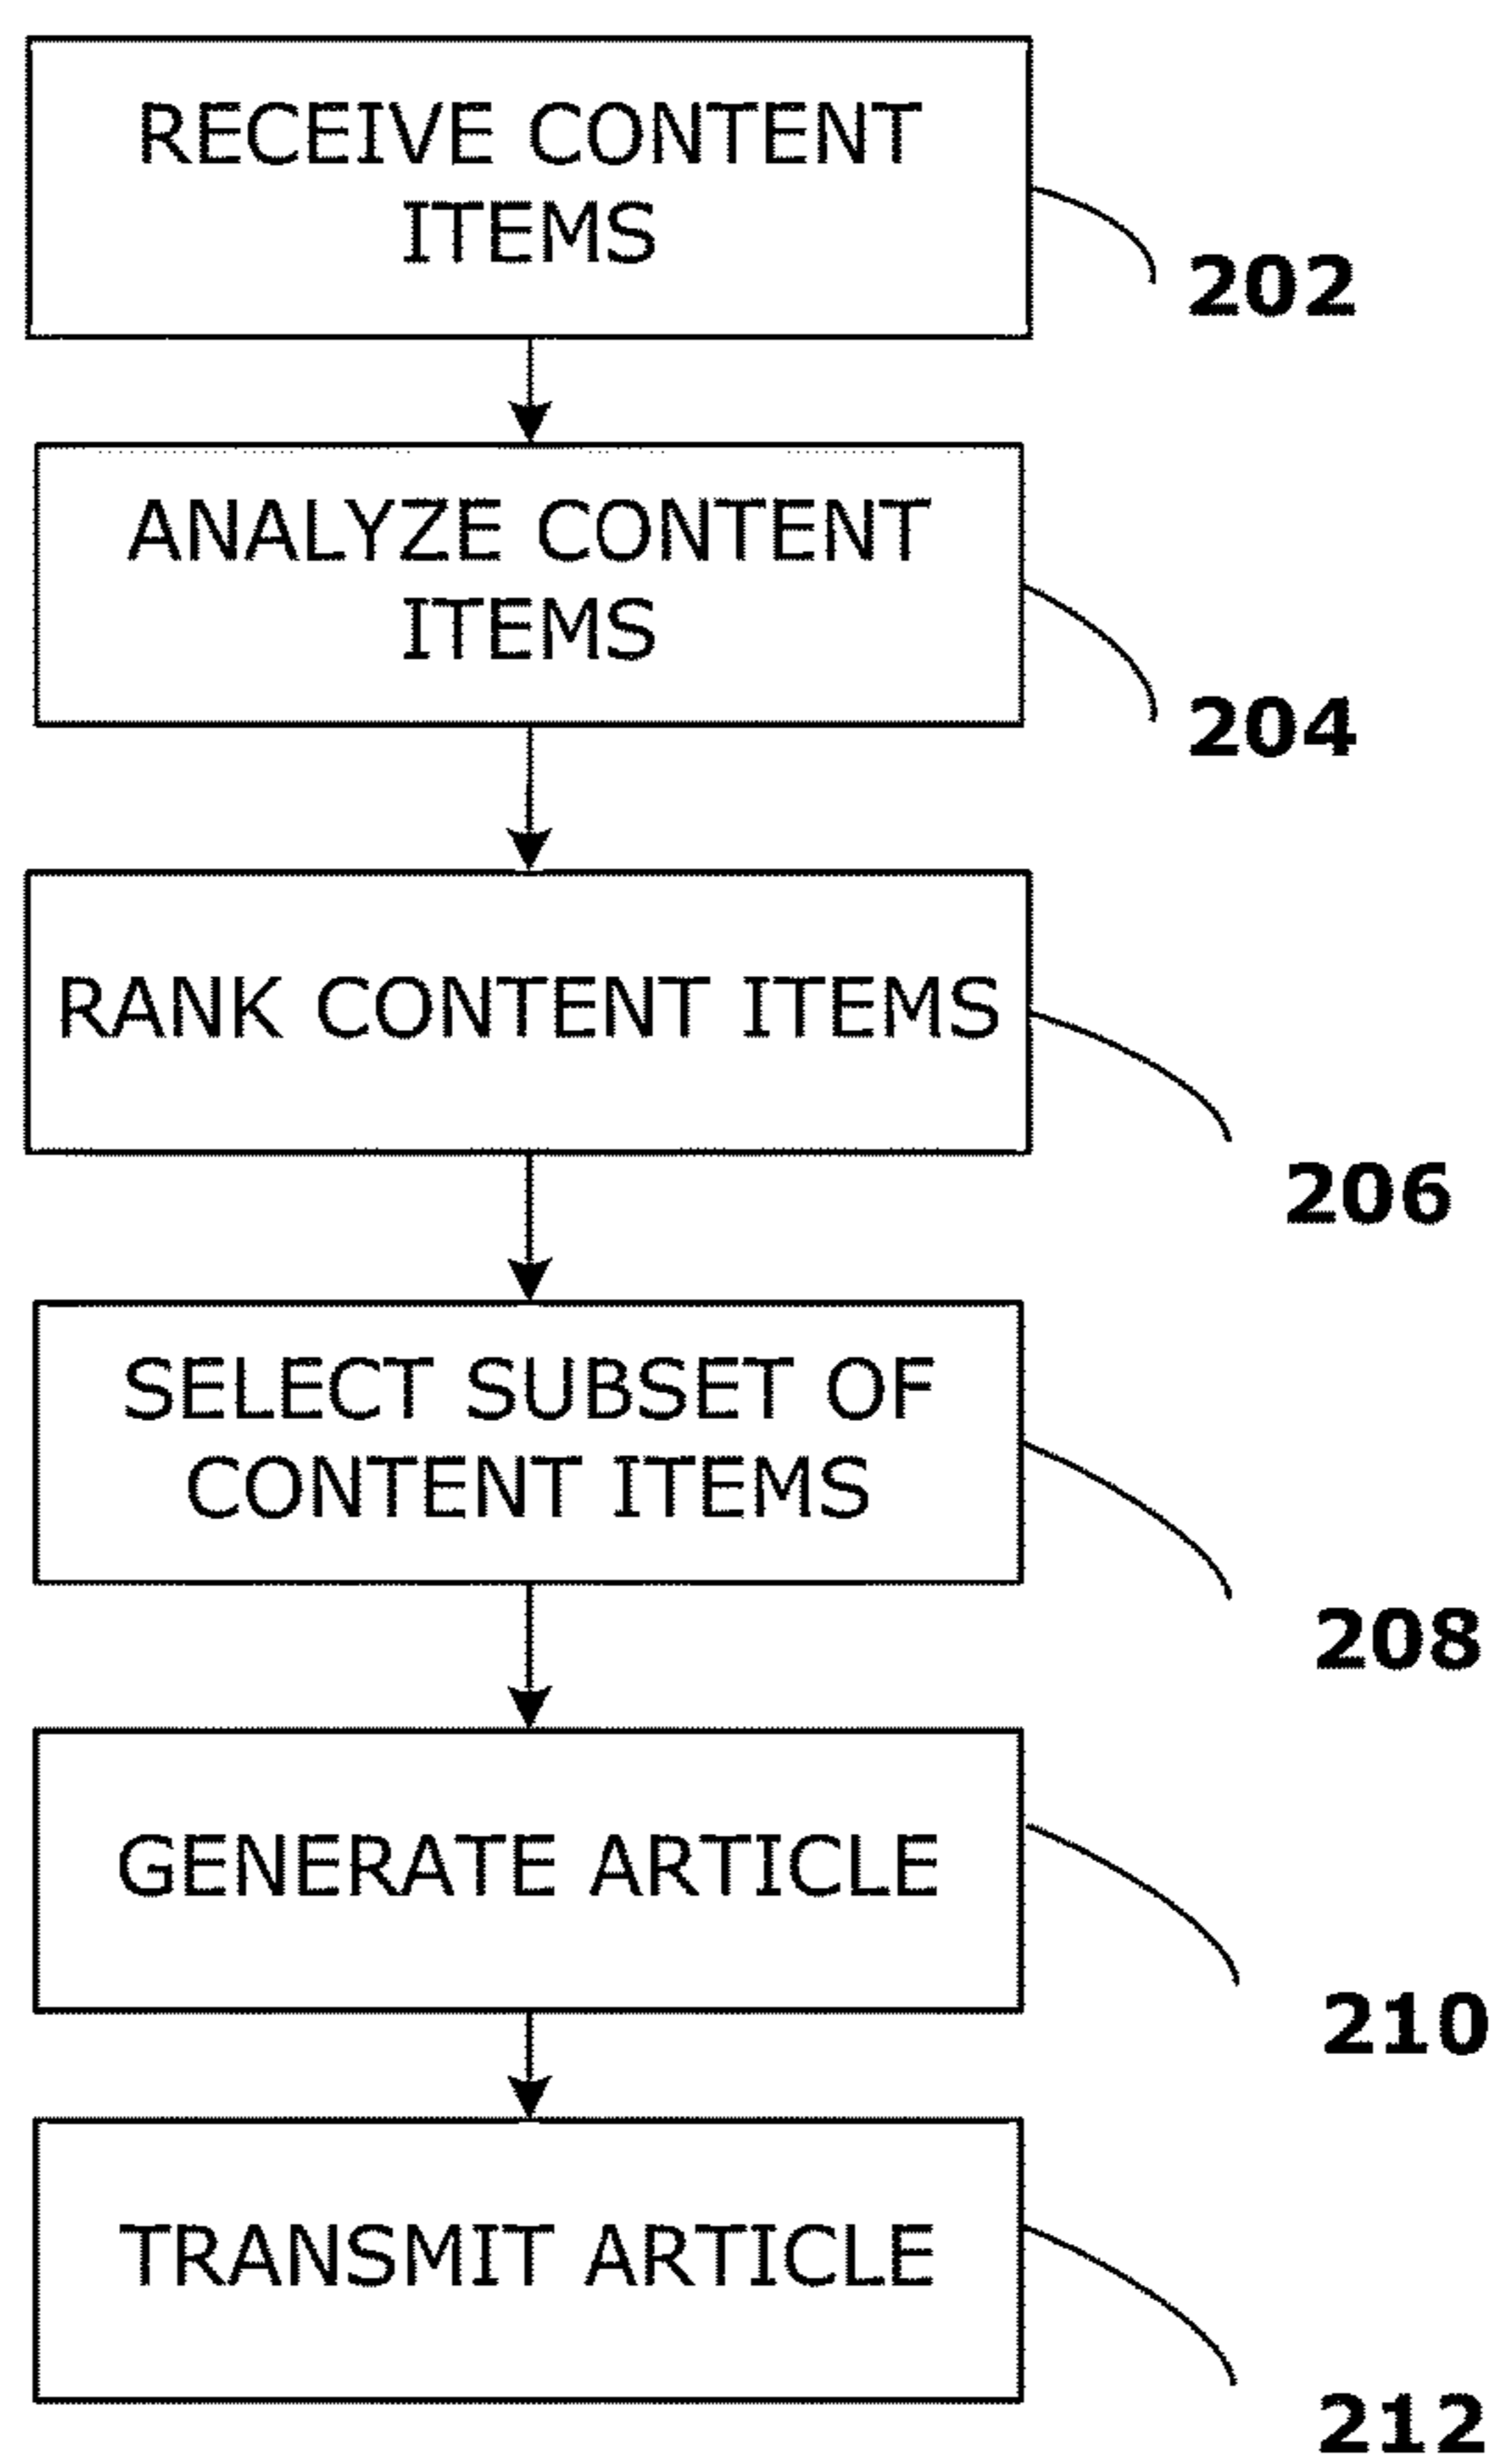 RECEIVE CONTENT
ITEMS
202
ANALYZE CONTENT
ITEMS
204
RANK CONTENT ITEMS
206
SELECT SUBSET OF
CONTENT ITEMS
208
GENERATE ARTICLE
210
TRANSMIT ARTICLE
212